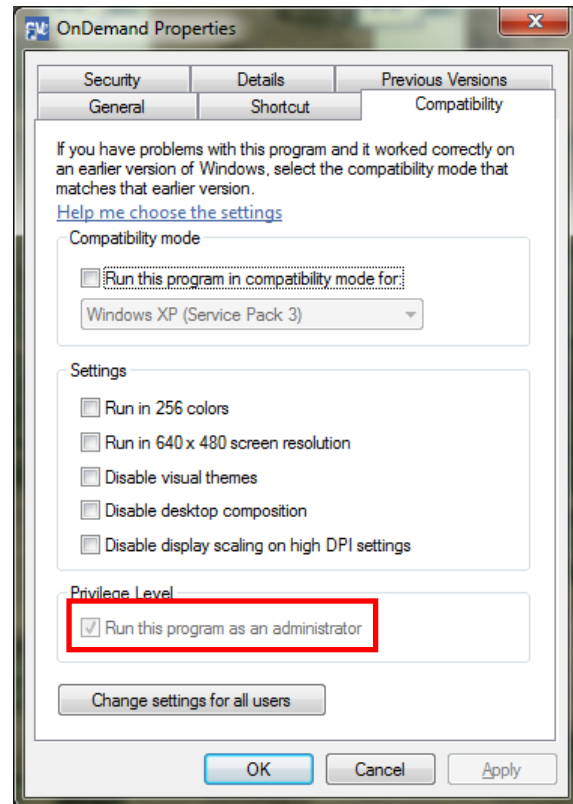 OnDemand Properties
Security Details Previous Versions
General Shortcut Compatibility
If you have problems with this program and it worked correctly on
an earlier version of Windows, select the compatibility mode that
matches that earlier version.
Help me choose the settings
Compatibility mode
Run this program in compatibility mode for:
Windows XP (Service Pack 3)
Settings
Run in 256 colors
Run in 640 x 480 screen resolution
Disable visual themes
Disable desktop composition
Disable display scaling on high DPI settings
Privilege Level
Run this program as an administrator
Change settings for all users
OK Cancel Apply